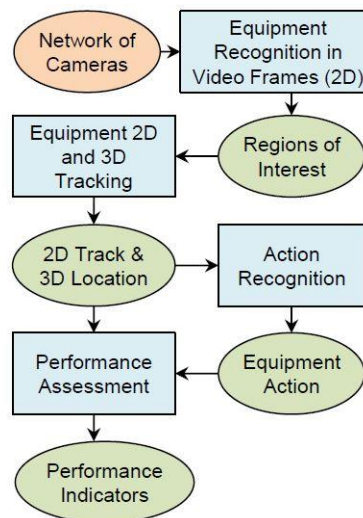 Network of
Cameras
Equipment
Recognition in
Video Frames (2D)
Equipment 2D
and 3D
Tracking
Regions of
Interest
2D Track &
3D Location
Action
Recognition
Performance
Assessment
Equipment
Action
Performance
Indicators